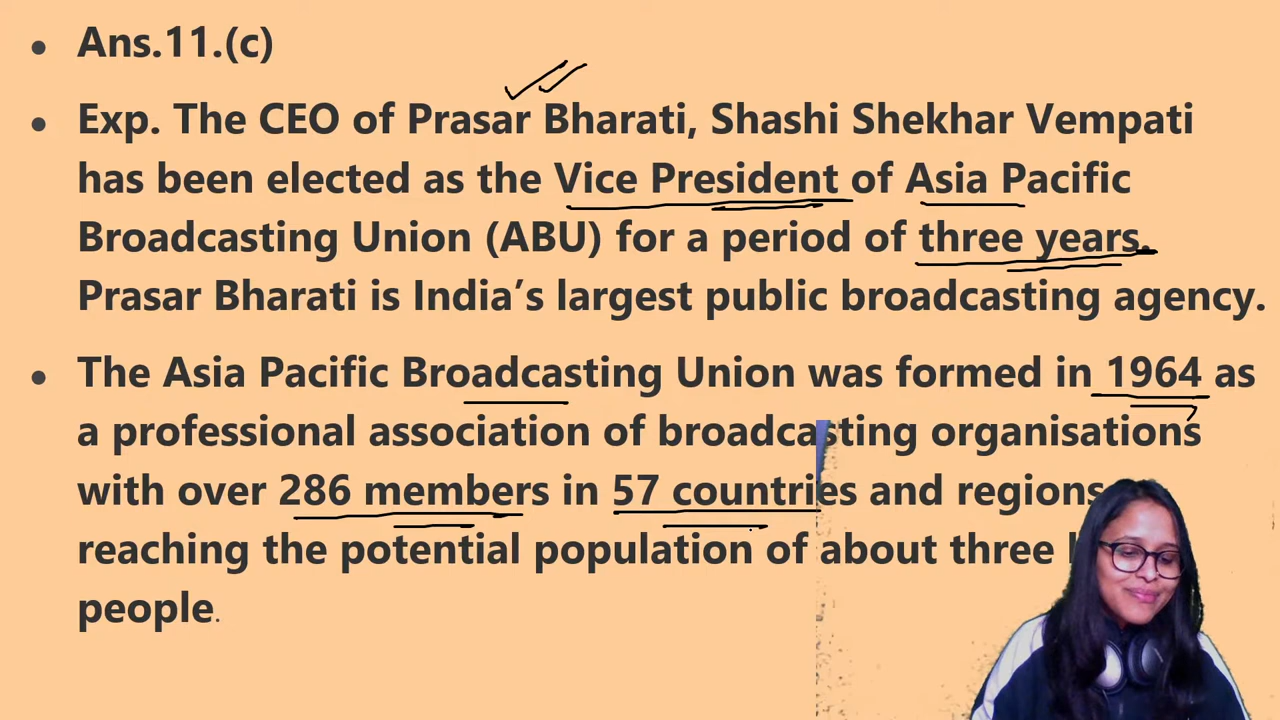 Ans.11.(c)
Exp. The CEO of Prasar Bharati, Shashi Shekhar Vempati
has been elected as the Vice President of Asia Pacific
Broadcasting Union (ABU) for a period of three years.
Prasar Bharati is India’s largest public broadcasting agency.
The Asia Pacific Broadcasting Union was formed in 1964 as
a professional association of broadcasting organisations
with over 286 members in 57 countries and regions
reaching the potential population of about three
people.